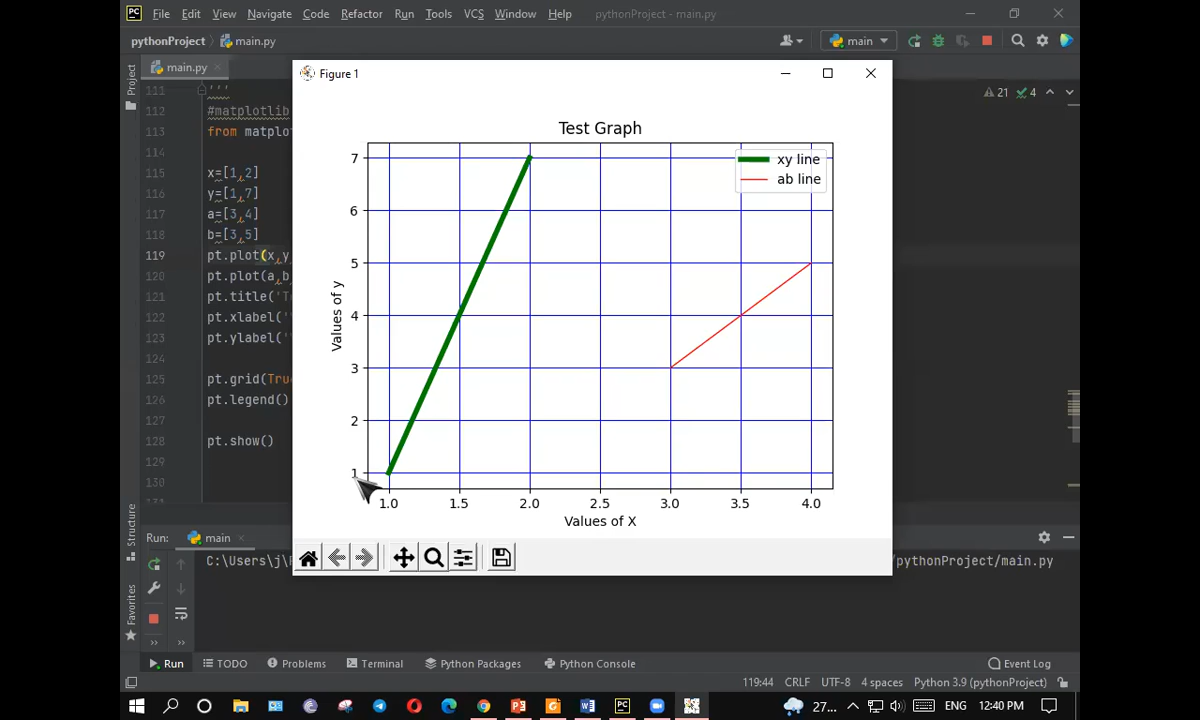 File Edit View Navigate Code Refactor Run Tools VCS Window Help pythonProject - main.py
pythonProject main.py main
main.py
Project
Figure 1
21 4
111 '''
112 #matplotlib
113 from matplot
114
115 x=[1,2]
116 y=[1,7]
117 a=[3,4]
118 b=[3,5]
119 pt.plot(x,y
120 pt.plot(a,b
121 pt.title('T
122 pt.xlabel('
123 pt.ylabel('
124
125 pt.grid(True
126 pt.legend()
127
128 pt.show()
129
130
Test Graph
xy line
ab line
7
6
5
4
3
2
1
Values of y
1.0 1.5 2.0 2.5 3.0 3.5 4.0
Values of X
Structure
Favorites
Run: main
C:\Users\j\ /pythonProject/main.py
Run TODO Problems Terminal Python Packages Python Console Event Log
119:44 CRLF UTF-8 4 spaces Python 3.9 (pythonProject)
27... ENG 12:40 PM